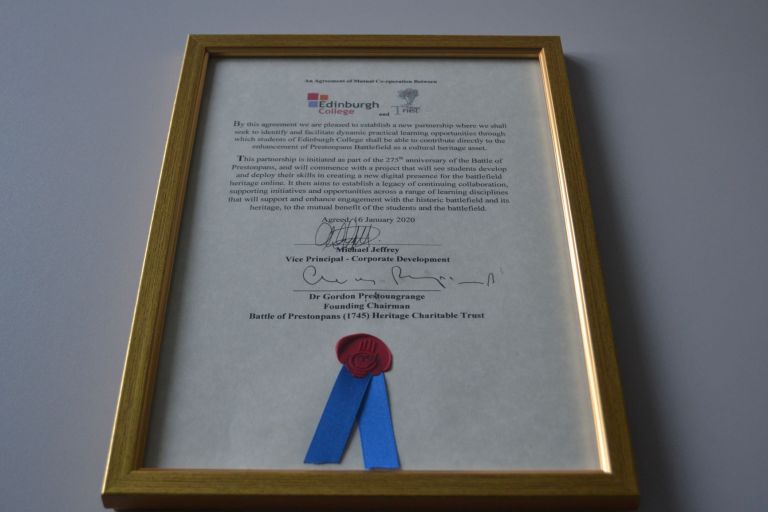 An Agreement of Mutual Co-operation Between
Edinburgh
College
and
By this agreement we are pleased to establish a new partnership where we shall
seek to identify and facilitate dynamic practical learning opportunities through
which students of Edinburgh College shall be able to contribute directly to the
enhancement of Prestonpans Battlefield as a cultural heritage asset.
This partnership is initiated as part of the 275th anniversary of the Battle of
Prestonpans, and will commence with a project that will see students develop
and deploy their skills in creating a new digital presence for the battlefield
heritage online. It then aims to establish a legacy of continuing collaboration,
supporting initiatives and opportunities across a range of learning disciplines
that will support and enhance engagement with the historic battlefield and its
heritage, to the mutual benefit of the students and the battlefield.
Agreed, 16 January 2020
Michael Jeffrey
Vice Principal - Corporate Development
Dr Gordon Prestoungrange
Founding Chairman
Battle of Prestonpans (1745) Heritage Charitable Trust